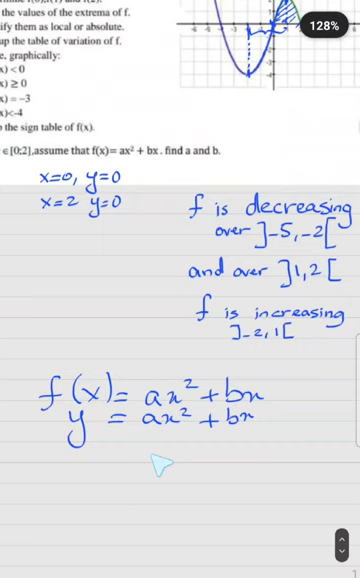 the values of the extrema of f.
ify them as local or absolute.
up the table of variation of f.
e, graphically:
x) < 0
x) ≥ 0
x) = −3
x)<-4
the sign table of f(x).
∈ [0;2],assume that f(x)= ax² + bx. find a and b.
128%
x=0, y=0
x=2 y=0
f is decreasing
over ]-5,-2[
and over ]1,2[
f is increasing
]-2,1[
f(x)= ax²+bx
y = ax²+bx